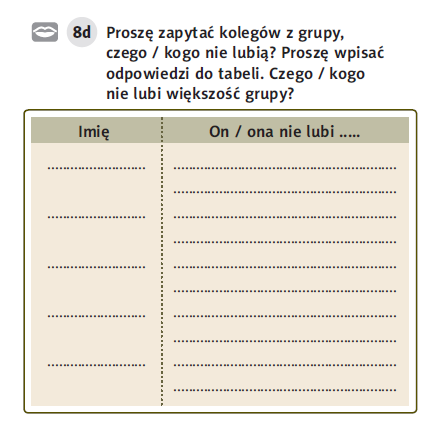 8d Proszę zapytać kolegów z grupy,
czego / kogo nie lubią? Proszę wpisać
odpowiedzi do tabeli. Czego / kogo
nie lubi większość grupy?
Imię On / ona nie lubi .....
.......................... ..........................................................
..........................................................
.......................... ..........................................................
..........................................................
.......................... ..........................................................
..........................................................
.......................... ..........................................................
..........................................................
.......................... ..........................................................
..........................................................